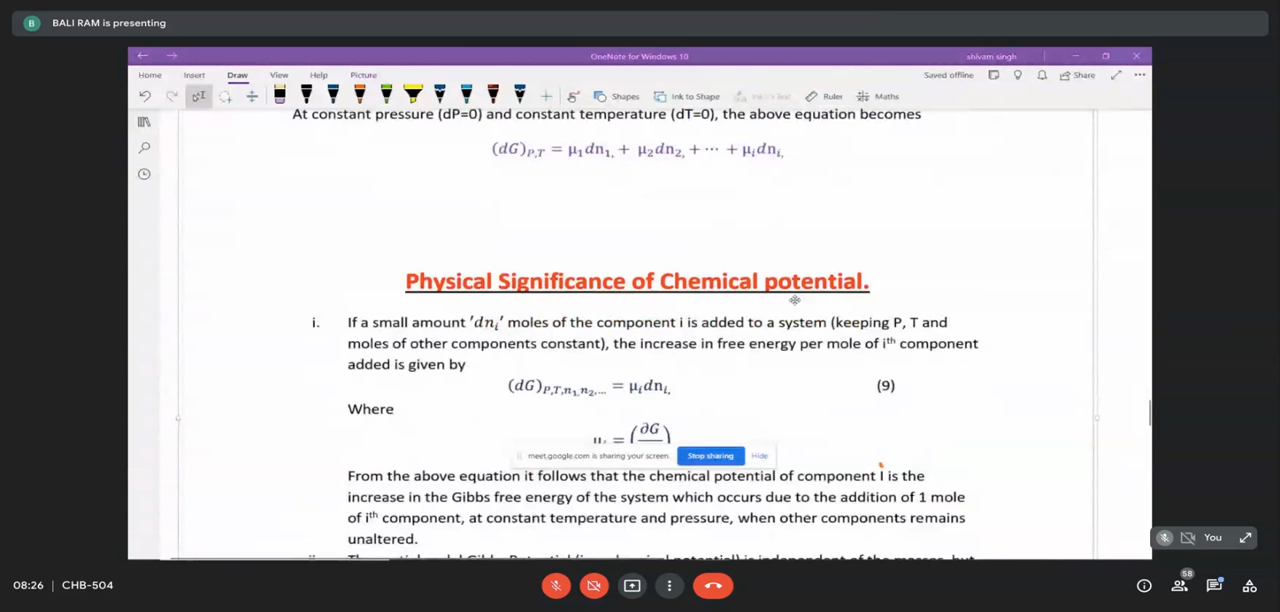 B BALI RAM is presenting
OneNote for Windows 10
shivam singh
Home Insert Draw View Help Picture
Saved offline Share
Shapes Ink to Shape Ink to Text Ruler Maths
At constant pressure (dP=0) and constant temperature (dT=0), the above equation becomes
(dG)P,T = μ1dn1, + μ2dn2, + ⋯ + μidni,
Physical Significance of Chemical potential.
i. If a small amount 'dni' moles of the component i is added to a system (keeping P, T and
moles of other components constant), the increase in free energy per mole of ith component
added is given by
(dG)P,T,n1,n2,... = μidni, (9)
Where
= (∂G
meet.google.com is sharing your screen. Stop sharing Hide
From the above equation it follows that the chemical potential of component I is the
increase in the Gibbs free energy of the system which occurs due to the addition of 1 mole
of ith component, at constant temperature and pressure, when other components remains
unaltered.
You
08:26 | CHB-504
58